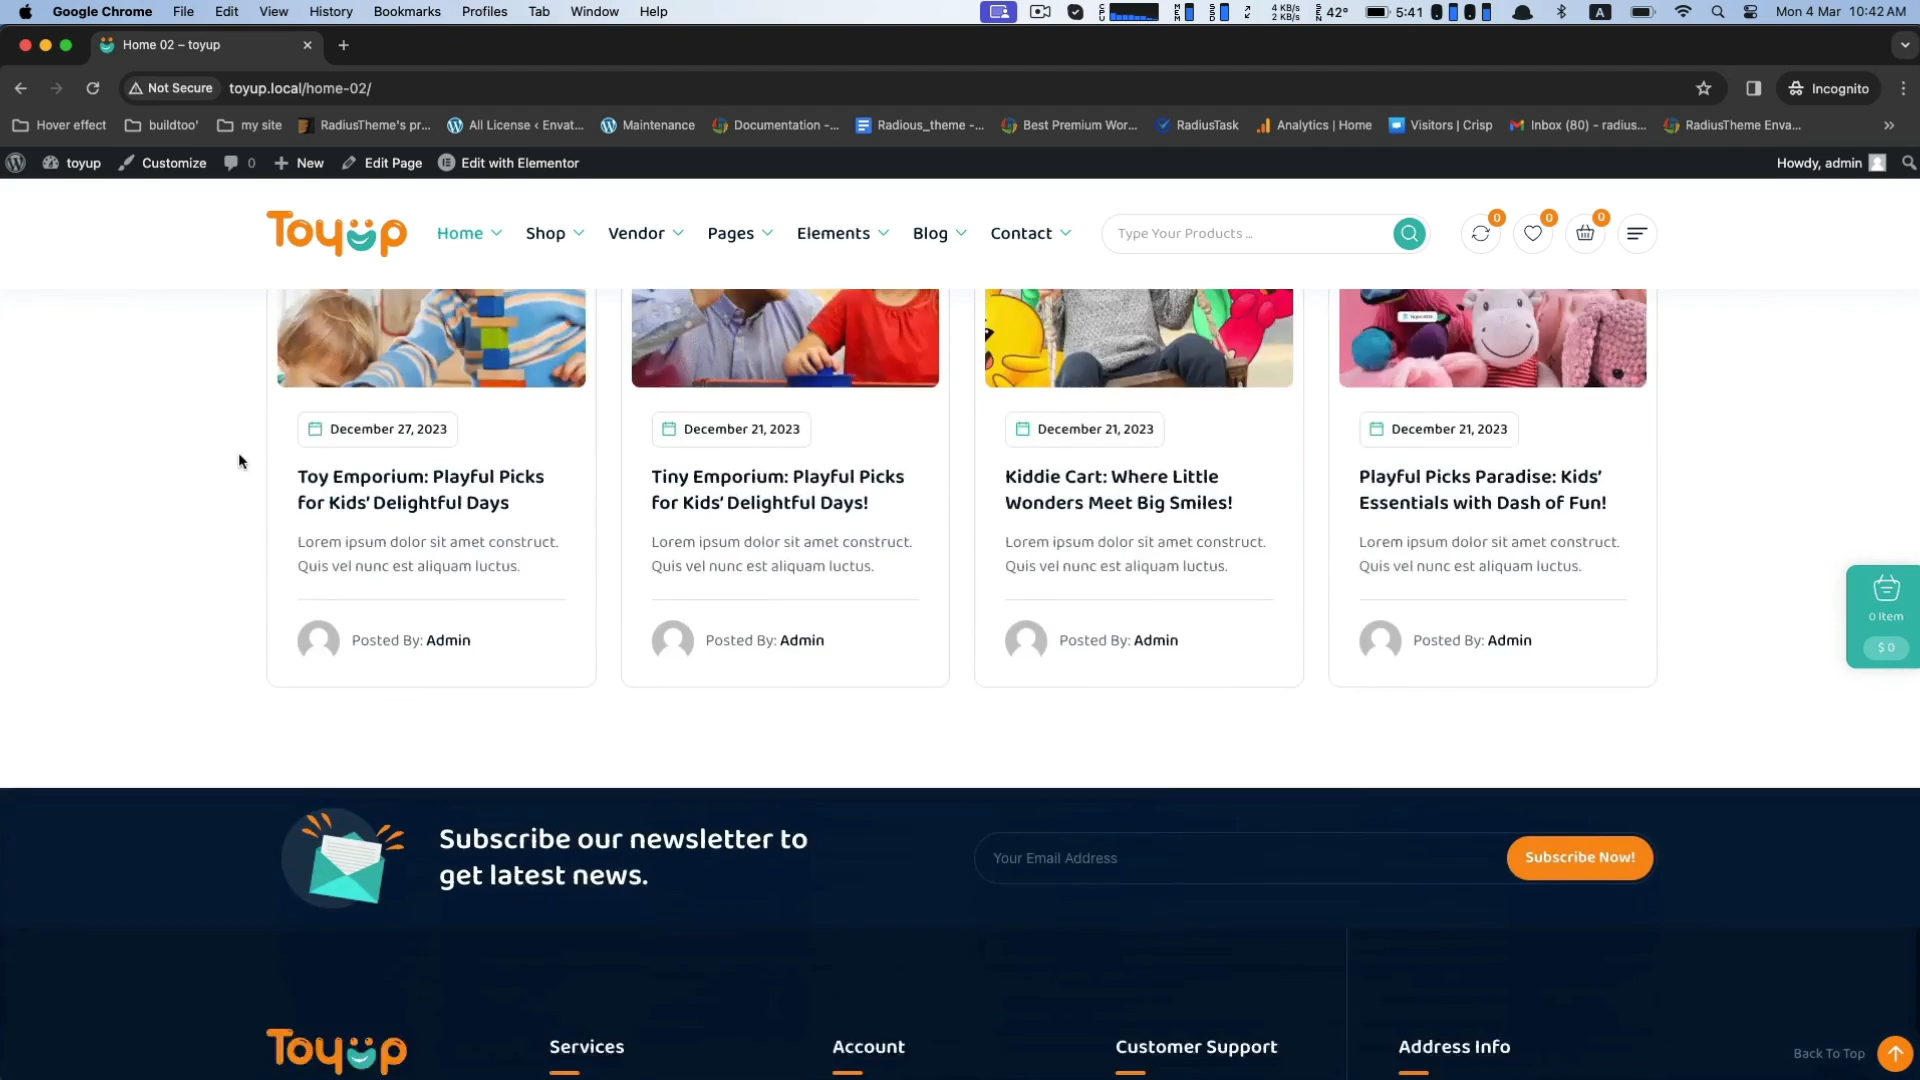 Google Chrome File Edit View History Bookmarks Profiles Tab Window Help 4 KB/s 2 KB/s 42° 5:41 A Mon 4 Mar 10:42 AM
Home 02 – toyup
Not Secure toyup.local/home-02/ Incognito
Hover effect buildtoo' my site RadiusTheme's pr... All License ‹ Envat... Maintenance Documentation –... Radious_theme -... Best Premium Wor... RadiusTask Analytics | Home Visitors | Crisp Inbox (80) - radius... RadiusTheme Enva...
toyup Customize 0 New Edit Page Edit with Elementor Howdy, admin
Toyup Home Shop Vendor Pages Elements Blog Contact Type Your Products ... 0 0 0
December 27, 2023
Toy Emporium: Playful Picks
for Kids’ Delightful Days
Lorem ipsum dolor sit amet construct.
Quis vel nunc est aliquam luctus.
Posted By: Admin
December 21, 2023
Tiny Emporium: Playful Picks
for Kids’ Delightful Days!
Lorem ipsum dolor sit amet construct.
Quis vel nunc est aliquam luctus.
Posted By: Admin
December 21, 2023
Kiddie Cart: Where Little
Wonders Meet Big Smiles!
Lorem ipsum dolor sit amet construct.
Quis vel nunc est aliquam luctus.
Posted By: Admin
December 21, 2023
Playful Picks Paradise: Kids’
Essentials with Dash of Fun!
Lorem ipsum dolor sit amet construct.
Quis vel nunc est aliquam luctus.
Posted By: Admin
0 Item
$ 0
Subscribe our newsletter to
get latest news.
Your Email Address Subscribe Now!
Toyup Services Account Customer Support Address Info
Back To Top